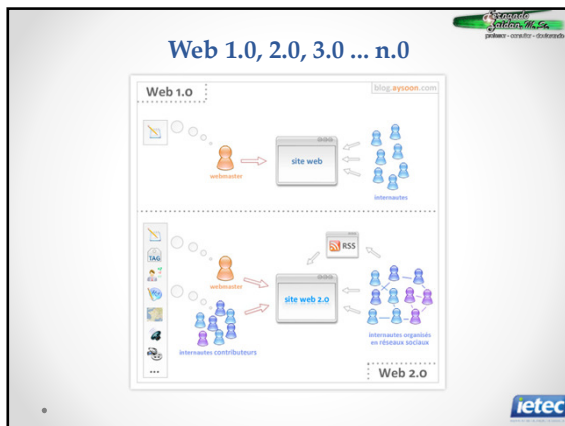 Web 1.0, 2.0, 3.0 ... n.0
Web 1.0
blog.aysoon.com
webmaster
site web
internautes
RSS
TAG
webmaster
site web 2.0
internautes contributeurs
internautes organisés
en réseaux sociaux
...
Web 2.0
ietec